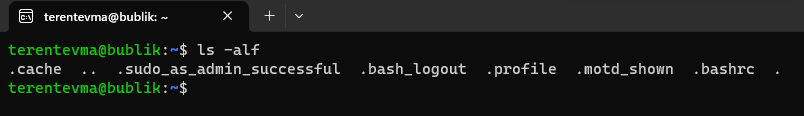 terentevma@bublik: ~
terentevma@bublik:~$ ls -alf
.cache  ..  .sudo_as_admin_successful  .bash_logout  .profile  .motd_shown  .bashrc  .
terentevma@bublik:~$